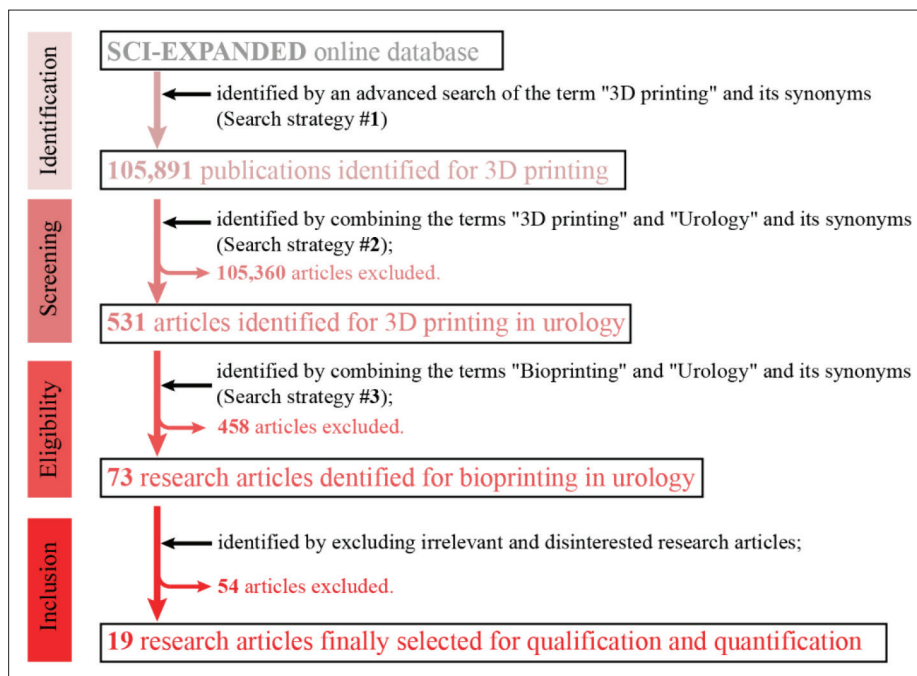 Identification
SCI-EXPANDED online database
identified by an advanced search of the term "3D printing" and its synonyms
(Search strategy #1)
105,891 publications identified for 3D printing
Screening
identified by combining the terms "3D printing" and "Urology" and its synonyms
(Search strategy #2);
105,360 articles excluded.
531 articles identified for 3D printing in urology
Eligibility
identified by combining the terms "Bioprinting" and "Urology" and its synonyms
(Search strategy #3);
458 articles excluded.
73 research articles dentified for bioprinting in urology
Inclusion
identified by excluding irrelevant and disinterested research articles;
54 articles excluded.
19 research articles finally selected for qualification and quantification